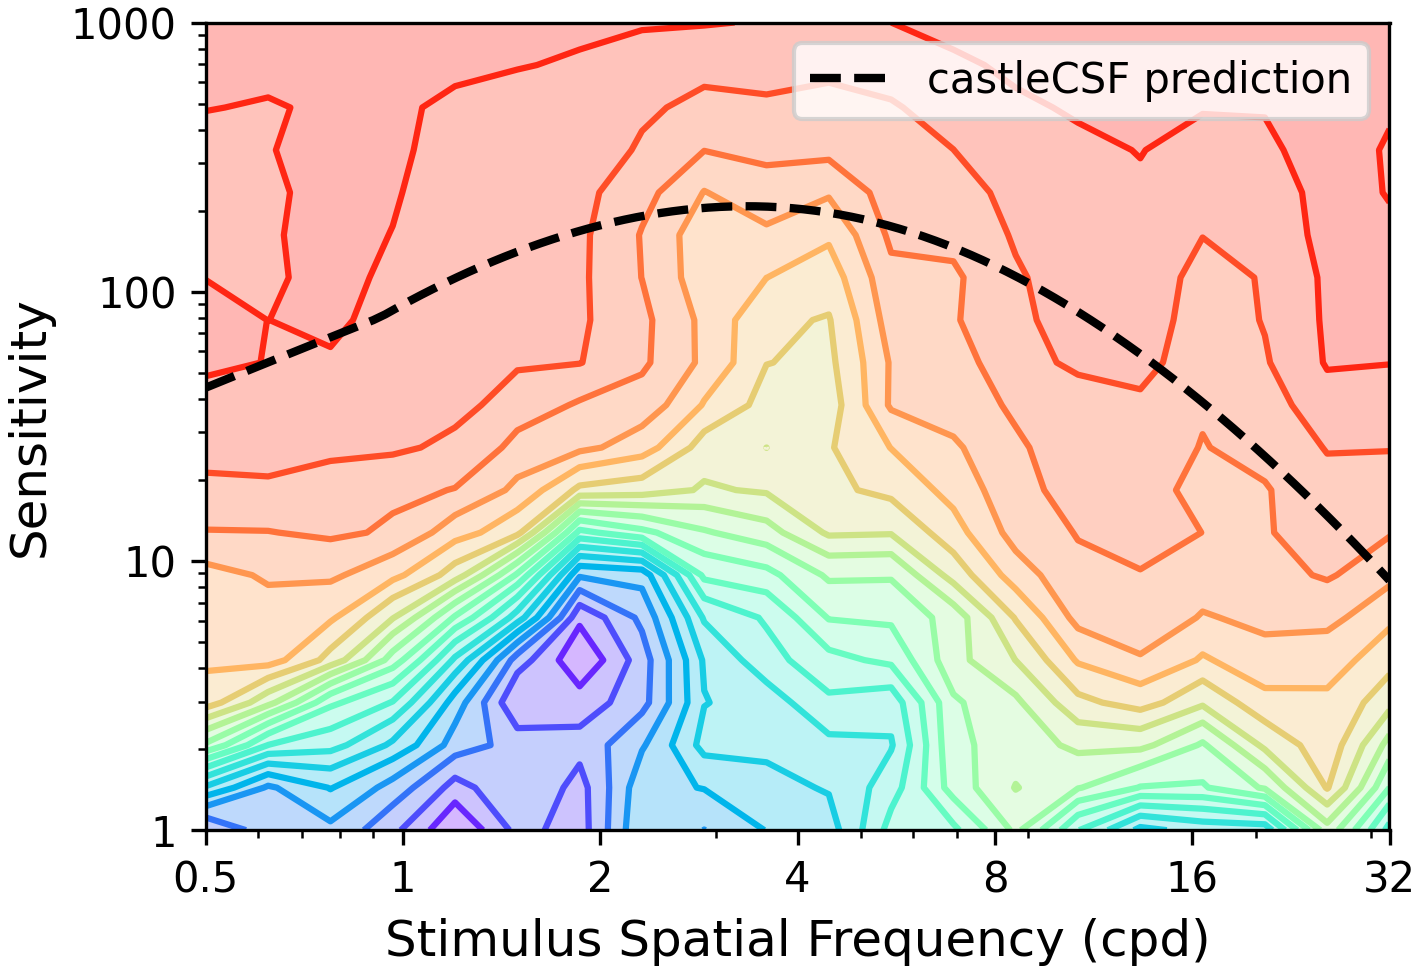 1000
castleCSF prediction
100
Sensitivity
10
1
0.5 1 2 4 8 16 32
Stimulus Spatial Frequency (cpd)